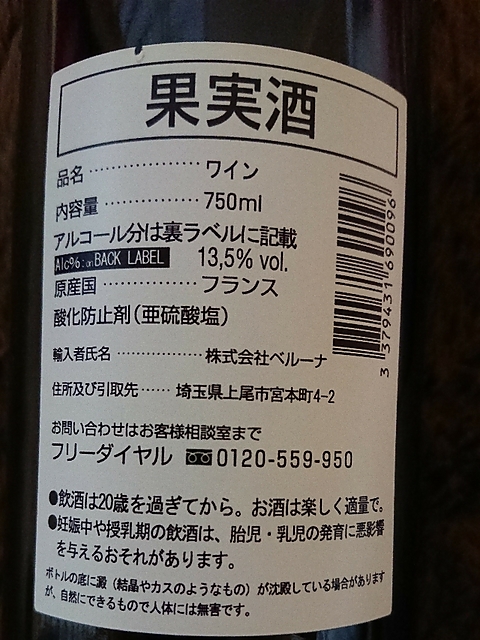 果実酒
品名 ‥‥‥‥‥‥‥‥ ワイン
内容量 ‥‥‥‥‥‥‥ 750ml
アルコール分は裏ラベルに記載
Alc%:on BACK LABEL 13,5% vol.
原産国 ‥‥‥‥‥‥‥ フランス
酸化防止剤(亜硫酸塩)
輸入者氏名 ‥‥‥‥‥‥‥‥ 株式会社ベルーナ
住所及び引取先 ‥‥‥ 埼玉県上尾市宮本町4-2
お問い合わせはお客様相談室まで
フリーダイヤル 0120-559-950
●飲酒は20歳を過ぎてから。お酒は楽しく適量で。
●妊娠中や授乳期の飲酒は、胎児・乳児の発育に悪影響
を与えるおそれがあります。
ボトルの底に澱(結晶やカスのようなもの)が沈殿している場合があります
が、自然にできるもので人体には無害です。
3 379431 690096